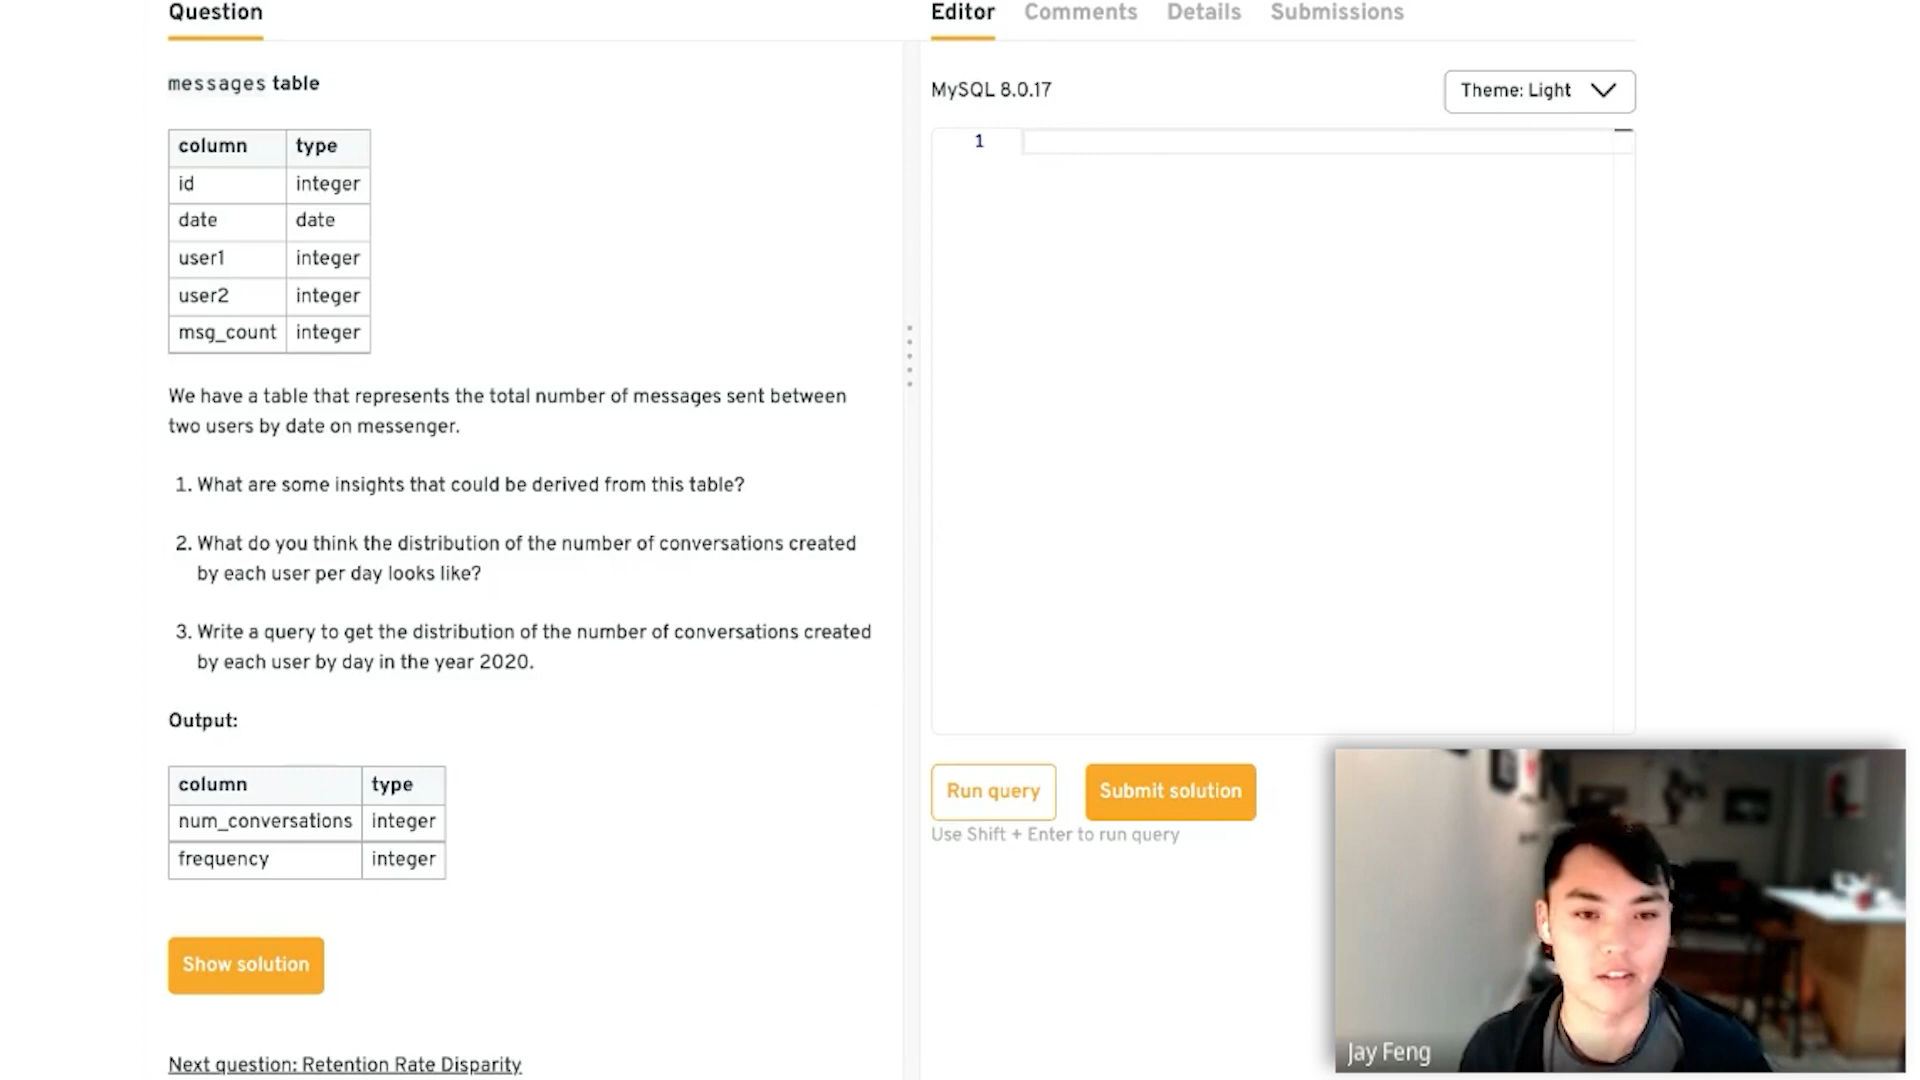 Question
messages table
column type
id integer
date date
user1 integer
user2 integer
msg_count integer
We have a table that represents the total number of messages sent between
two users by date on messenger.
1. What are some insights that could be derived from this table?
2. What do you think the distribution of the number of conversations created
by each user per day looks like?
3. Write a query to get the distribution of the number of conversations created
by each user by day in the year 2020.
Output:
column type
num_conversations integer
frequency integer
Show solution
Next question: Retention Rate Disparity
Editor Comments Details Submissions
MySQL 8.0.17
Theme: Light
1
Run query Submit solution
Use Shift + Enter to run query
Jay Feng